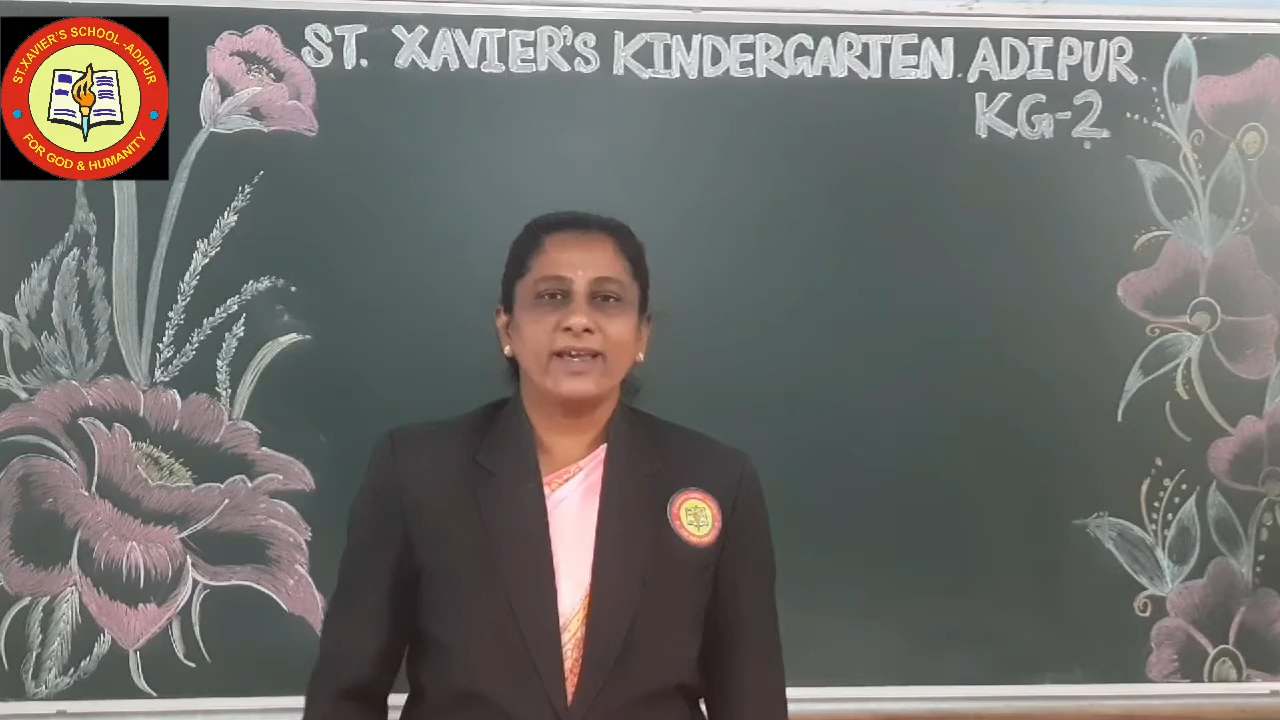 ST. XAVIER'S SCHOOL - ADIPUR
FOR GOD & HUMANITY
ST. XAVIER'S KINDERGARTEN ADIPUR
KG-2